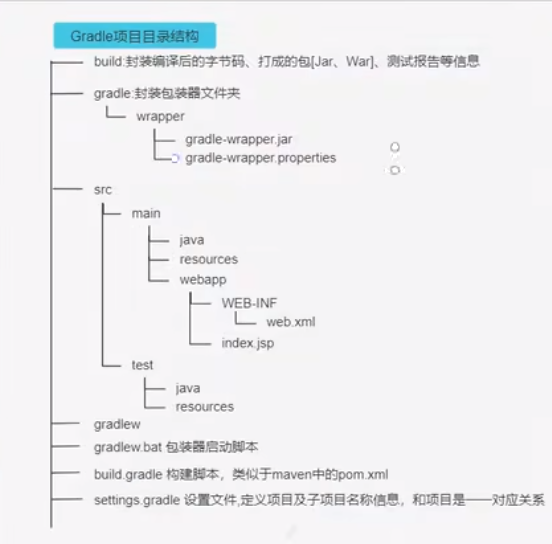 Gradle项目目录结构
build:封装编译后的字节码、打成的包[Jar、War]、测试报告等信息
gradle:封装包装器文件夹
wrapper
gradle-wrapper.jar
gradle-wrapper.properties
src
main
java
resources
webapp
WEB-INF
web.xml
index.jsp
test
java
resources
gradlew
gradlew.bat 包装器启动脚本
build.gradle 构建脚本，类似于maven中的pom.xml
settings.gradle 设置文件,定义项目及子项目名称信息，和项目是一一对应关系